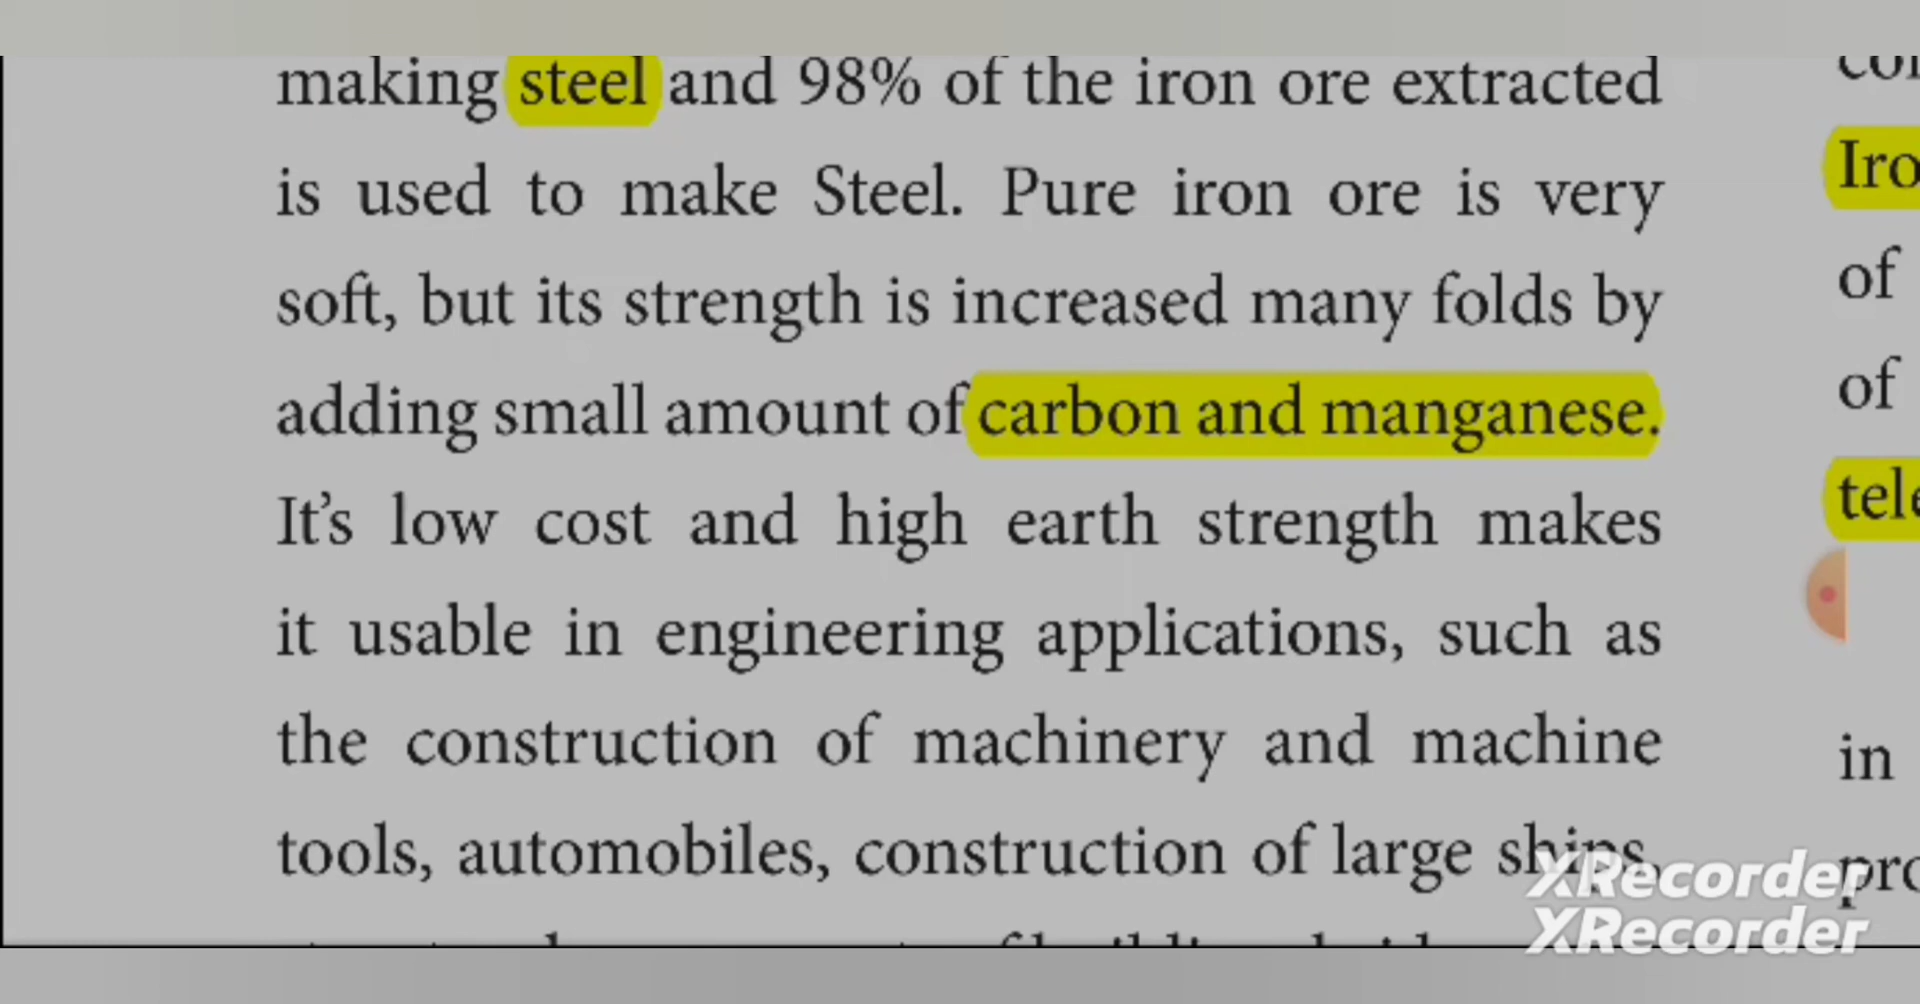 making steel and 98% of the iron ore extracted
is used to make Steel. Pure iron ore is very
soft, but its strength is increased many folds by
adding small amount of carbon and manganese.
It's low cost and high earth strength makes
it usable in engineering applications, such as
the construction of machinery and machine
tools, automobiles, construction of large ships,
Iro
of
of
tele
in
pro
XRecorder
XRecorder